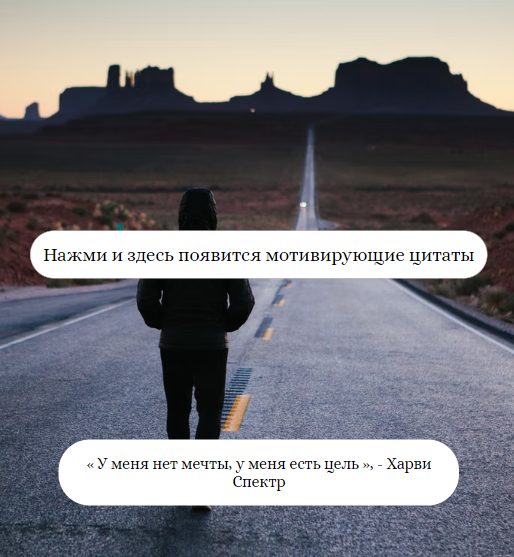 Нажми и здесь появится мотивирующие цитаты
« У меня нет мечты, у меня есть цель », - Харви
Спектр